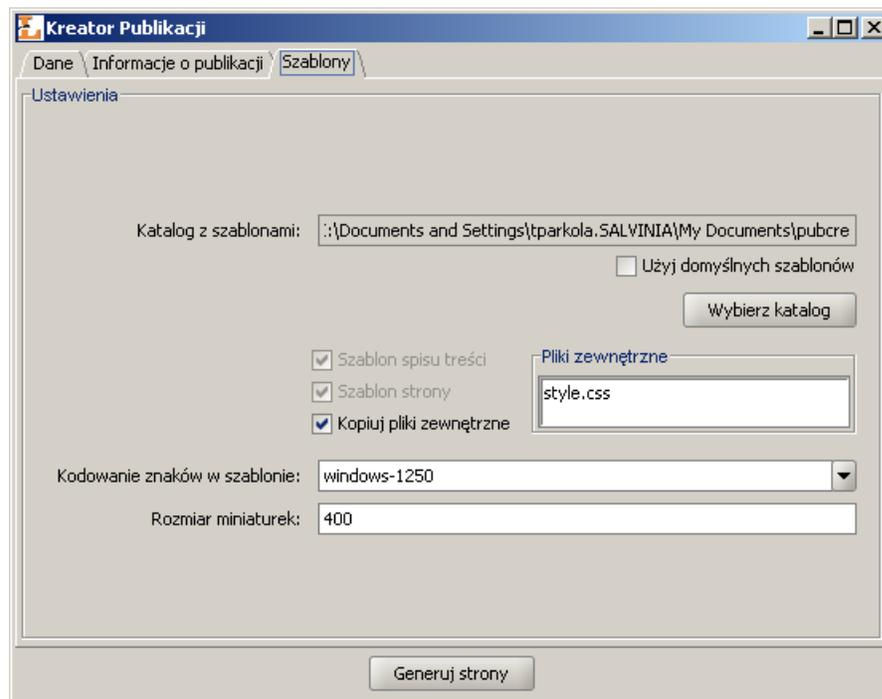 Kreator Publikacji
Dane Informacje o publikacji Szablony
Ustawienia
Katalog z szablonami: :\Documents and Settings\tparkola.SALVINIA\My Documents\pubcre
Użyj domyślnych szablonów
Wybierz katalog
Szablon spisu treści
Pliki zewnętrzne
Szablon strony
style.css
Kopiuj pliki zewnętrzne
Kodowanie znaków w szablonie: windows-1250
Rozmiar miniaturek: 400
Generuj strony